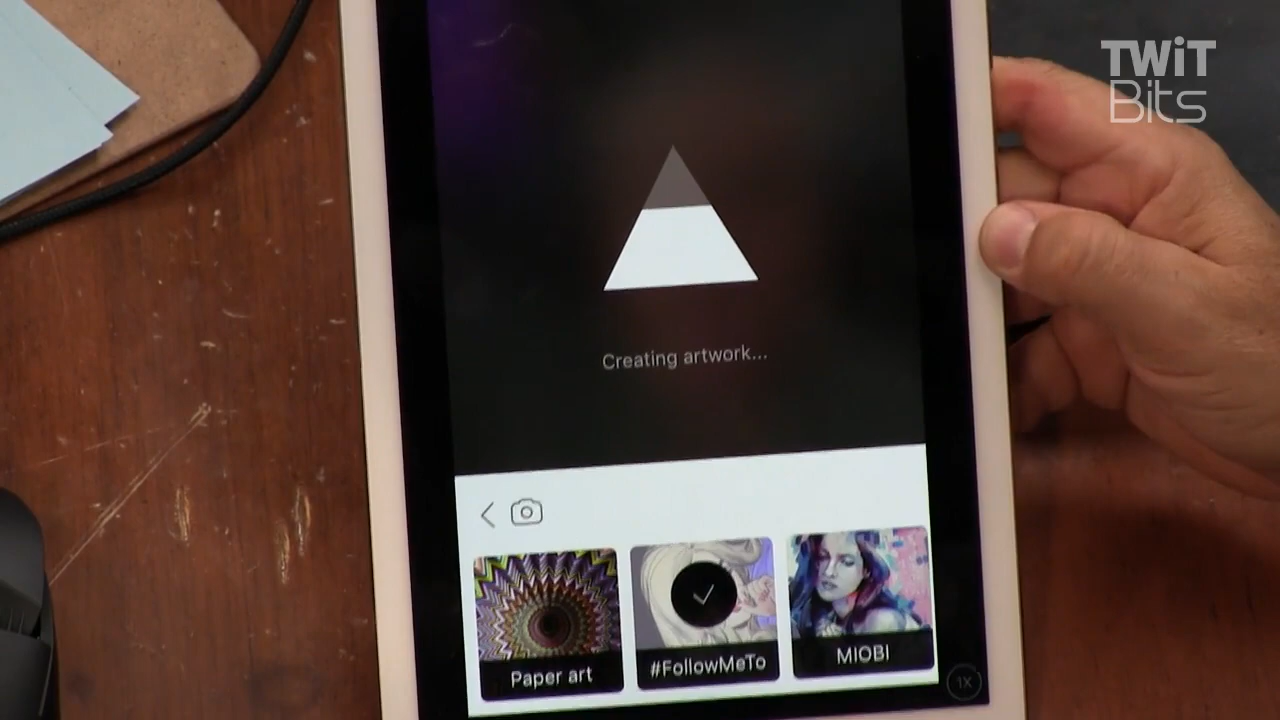 TWiT
Bits
Creating artwork...
Paper art
#FollowMeTo
MIOBI
1X